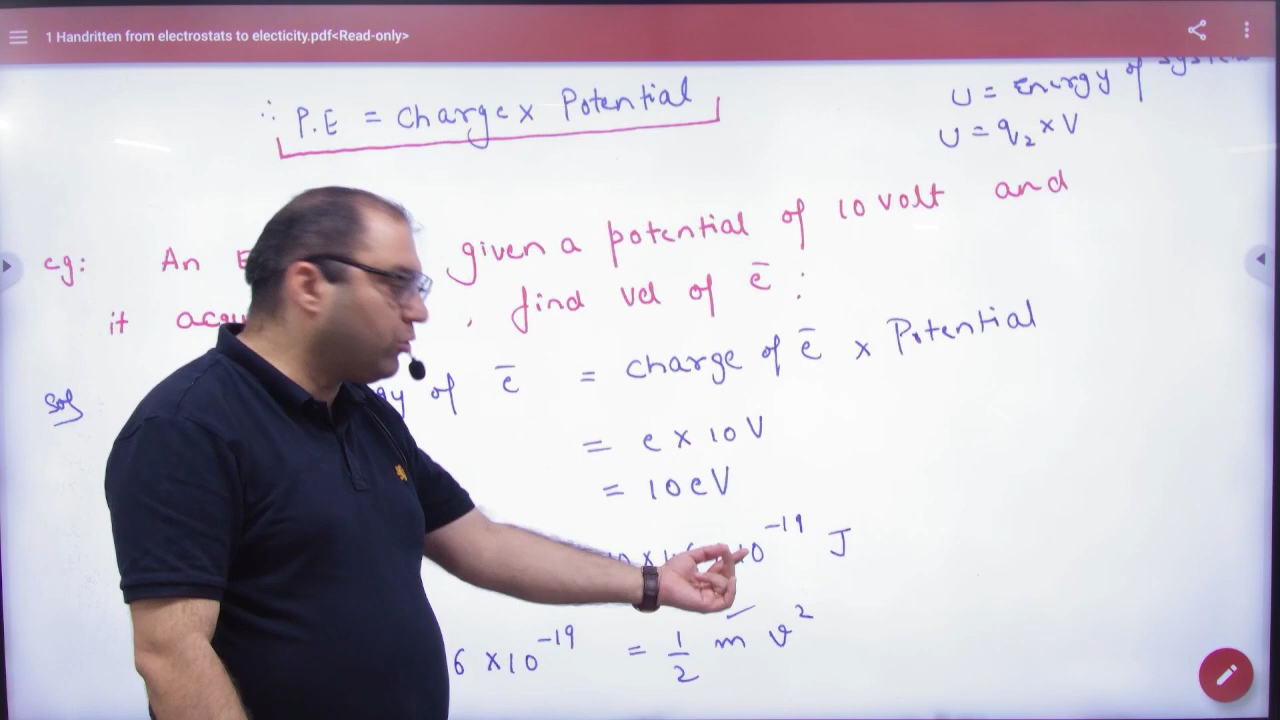 1 Handritten from electrostats to electicity.pdf<Read-only>
∴ P.E = Charge x Potential
U = Energy of system
U = q₂ x V
eg: An given a potential of 10 volt and
it , find vel of ē :
Sol of ē = charge of ē x Potential
= e x 10 V
= 10 eV
10⁻¹⁹ J
6 x 10⁻¹⁹ = 1/2 m v²